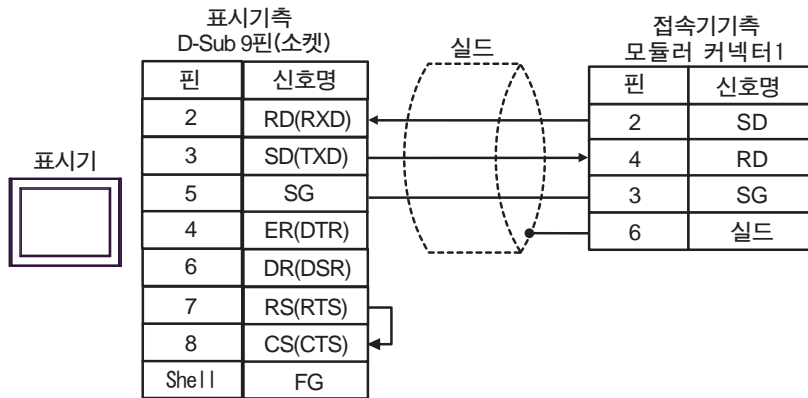 표시기측
D-Sub 9핀(소켓)
실드
접속기기측
모듈러 커넥터1
핀 신호명
2 RD(RXD)
3 SD(TXD)
5 SG
4 ER(DTR)
6 DR(DSR)
7 RS(RTS)
8 CS(CTS)
Shell FG
표시기
핀 신호명
2 SD
4 RD
3 SG
6 실드